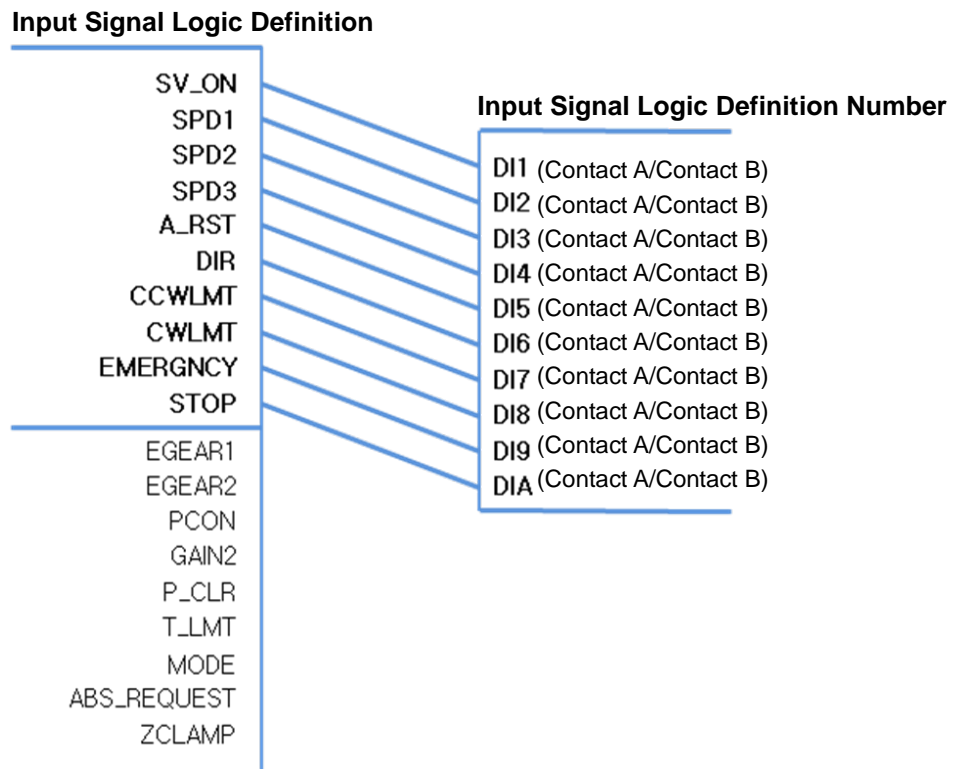 Input Signal Logic Definition
SV_ON
SPD1
SPD2
SPD3
A_RST
DIR
CCWLMT
CWLMT
EMERGNCY
STOP
EGEAR1
EGEAR2
PCON
GAIN2
P_CLR
T_LMT
MODE
ABS_REQUEST
ZCLAMP
Input Signal Logic Definition Number
DI1 (Contact A/Contact B)
DI2 (Contact A/Contact B)
DI3 (Contact A/Contact B)
DI4 (Contact A/Contact B)
DI5 (Contact A/Contact B)
DI6 (Contact A/Contact B)
DI7 (Contact A/Contact B)
DI8 (Contact A/Contact B)
DI9 (Contact A/Contact B)
DIA (Contact A/Contact B)